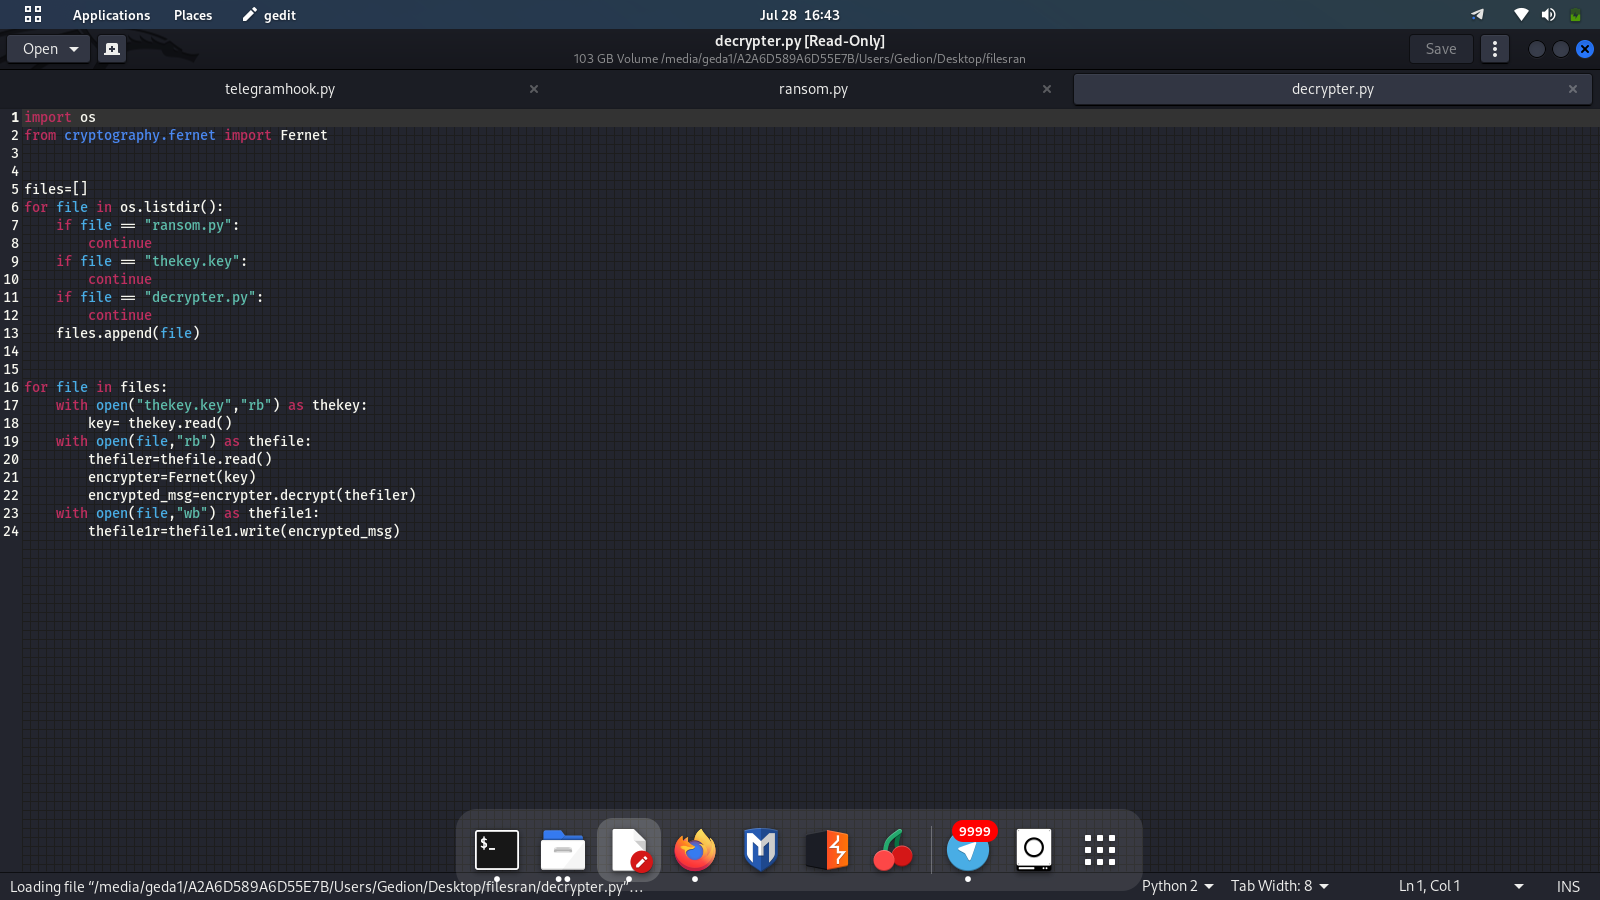 Applications Places gedit Jul 28 16:43
Open decrypter.py [Read-Only] Save
103 GB Volume /media/geda1/A2A6D589A6D55E7B/Users/Gedion/Desktop/filesran
telegramhook.py ransom.py decrypter.py
1 import os
2 from cryptography.fernet import Fernet
3
4
5 files=[]
6 for file in os.listdir():
7     if file == "ransom.py":
8         continue
9     if file == "thekey.key":
10         continue
11     if file == "decrypter.py":
12         continue
13     files.append(file)
14
15
16 for file in files:
17     with open("thekey.key","rb") as thekey:
18         key= thekey.read()
19     with open(file,"rb") as thefile:
20         thefiler=thefile.read()
21         encrypter=Fernet(key)
22         encrypted_msg=encrypter.decrypt(thefiler)
23     with open(file,"wb") as thefile1:
24         thefile1r=thefile1.write(encrypted_msg)
$_ M 9999
Loading file “/media/geda1/A2A6D589A6D55E7B/Users/Gedion/Desktop/filesran/decrypter.py”… Python 2 Tab Width: 8 Ln 1, Col 1 INS